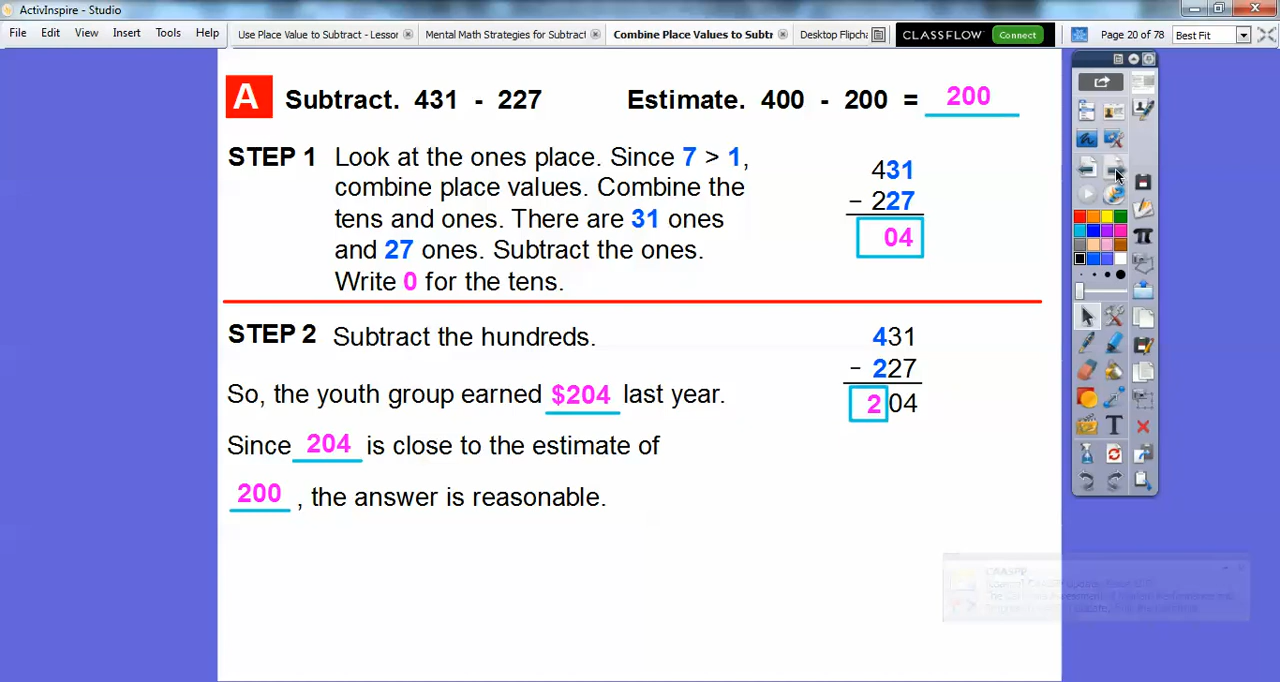 ActivInspire - Studio
File Edit View Insert Tools Help
Use Place Value to Subtract - Lesson
Mental Math Strategies for Subtract
Combine Place Values to Subtr
Desktop Flipcha
CLASSFLOW Connect
Page 20 of 78
Best Fit
A Subtract. 431 - 227 Estimate. 400 - 200 = 200
STEP 1 Look at the ones place. Since 7 > 1,
combine place values. Combine the
tens and ones. There are 31 ones
and 27 ones. Subtract the ones.
Write 0 for the tens.
431
- 227
04
STEP 2 Subtract the hundreds.
So, the youth group earned $204 last year.
Since 204 is close to the estimate of
200 , the answer is reasonable.
431
- 227
204